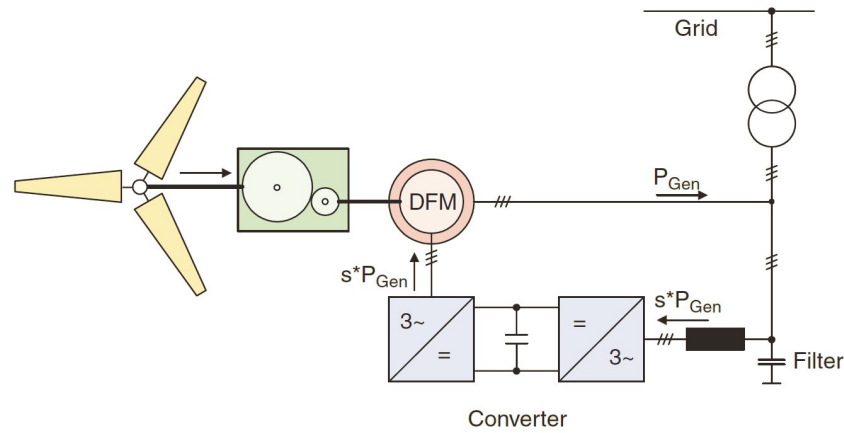 Grid
P_Gen
DFM
s*P_Gen
s*P_Gen
3~
=
=
3~
Filter
Converter